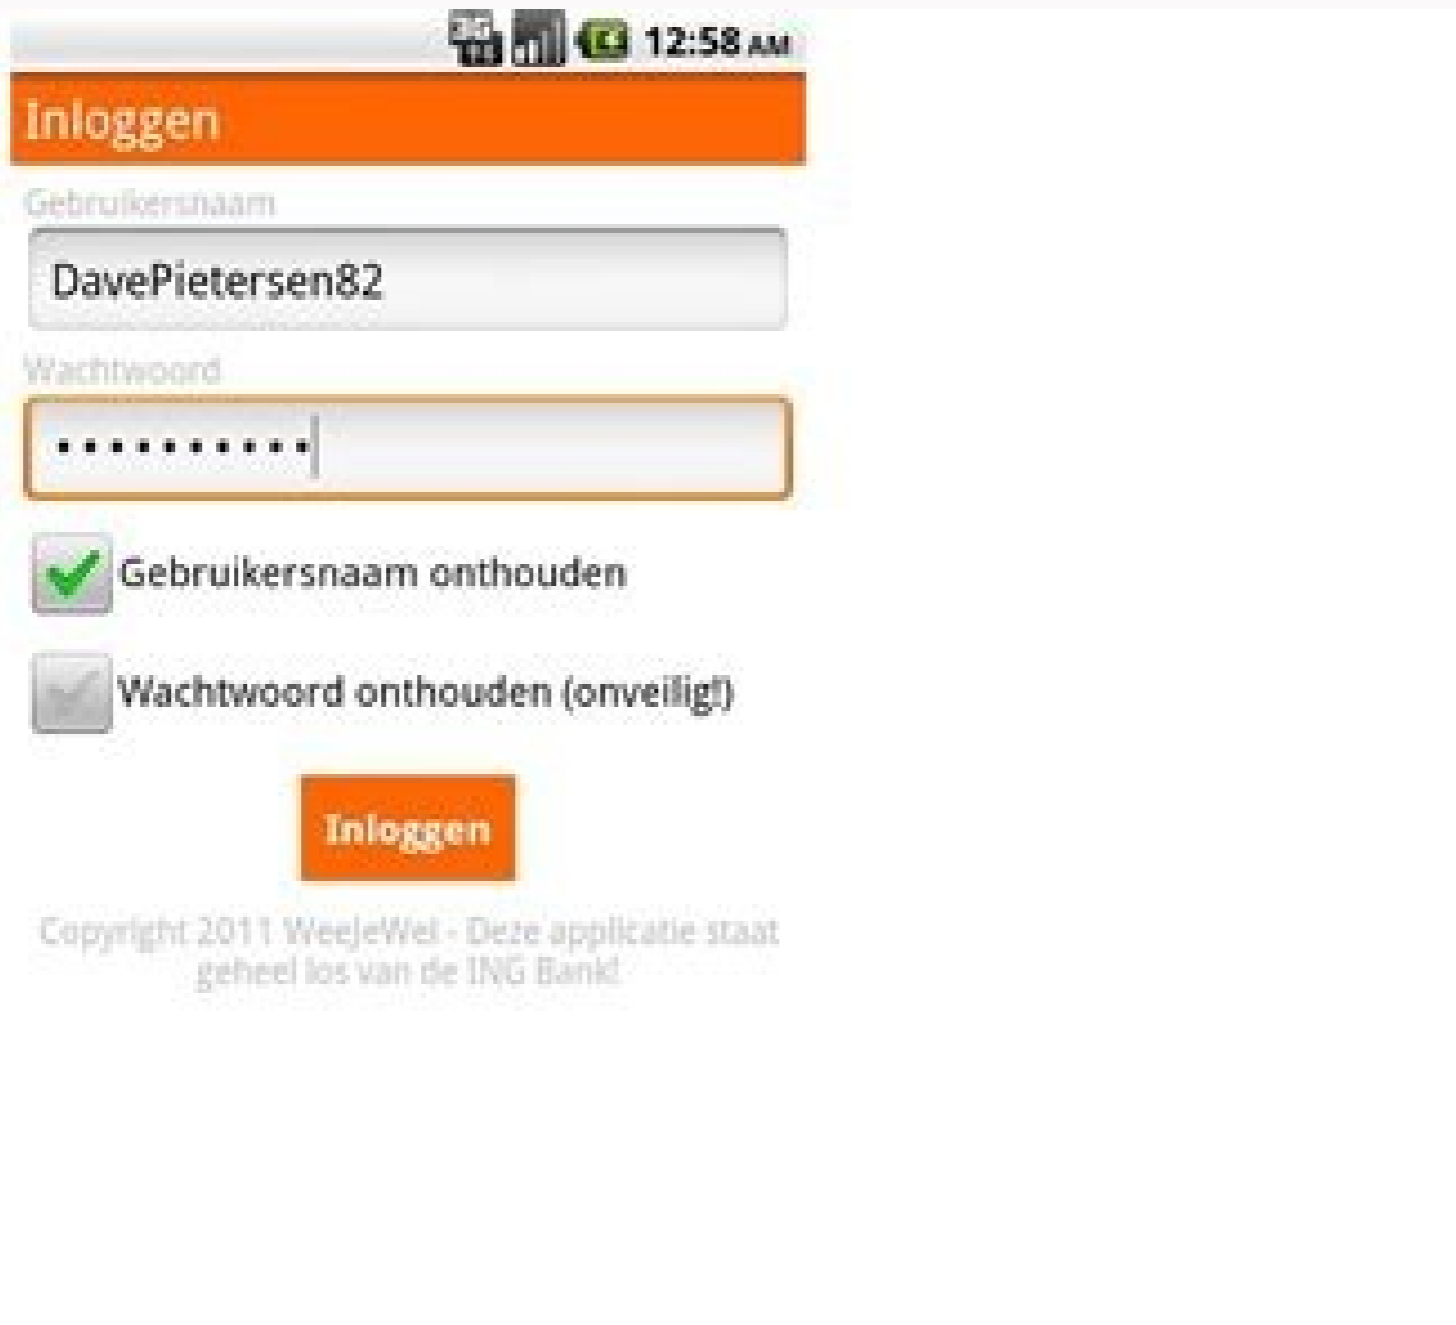 12:58 AM
Inloggen
Gebruikersnaam
DavePietersen82
Wachtwoord
••••••••••
Gebruikersnaam onthouden
Wachtwoord onthouden (onveilig!)
Inloggen
Copyright 2011 WeeJeWel - Deze applicatie staat
geheel los van de ING Bank!